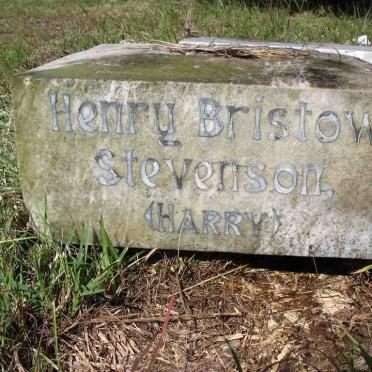 Henry Bristow
Stevenson,
(HARRY)